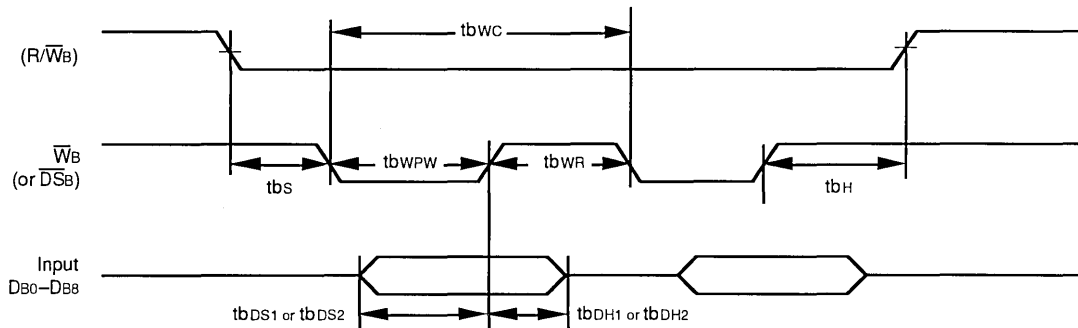 tbWC
(R/W̅B)
W̅B
(or D̅S̅B)
tbS
tbWPW
tbWR
tbH
Input
DB0–DB8
tbDS1 or tbDS2
tbDH1 or tbDH2